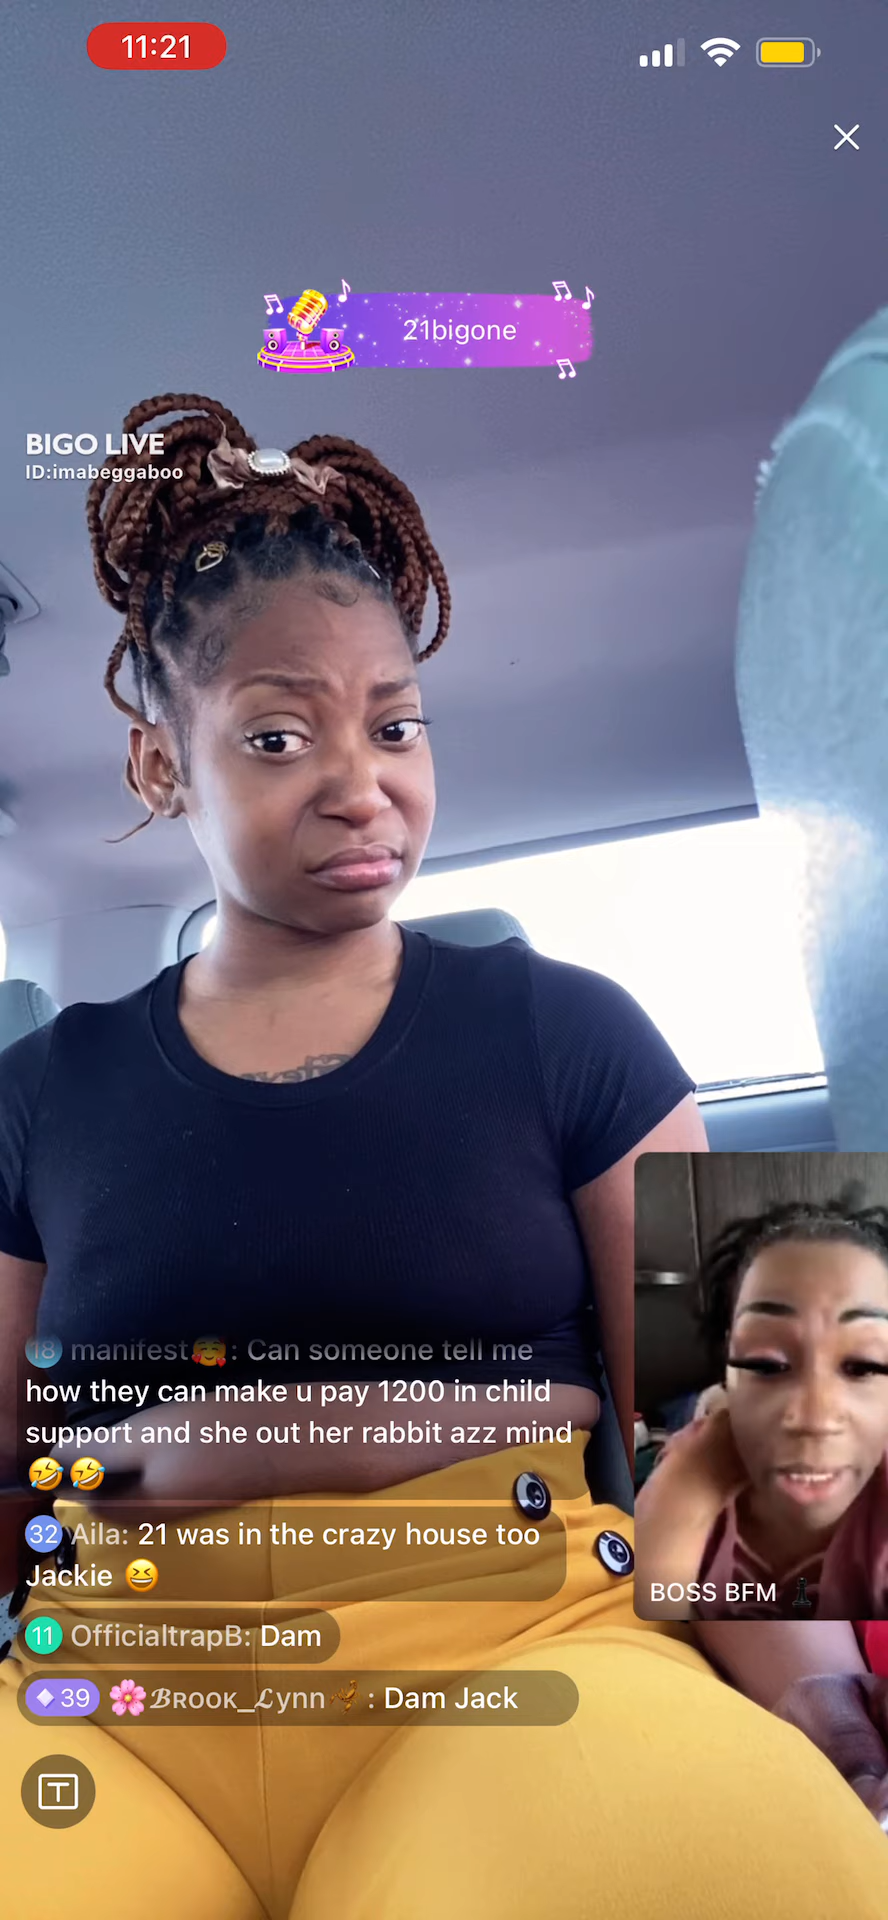 11:21
21bigone
BIGO LIVE
ID:imabeggaboo
18 manifest🥰: Can someone tell me
how they can make u pay 1200 in child
support and she out her rabbit azz mind
🤣🤣
32 Aila: 21 was in the crazy house too
Jackie 😆
11 OfficialtrapB: Dam
39 🌸ℬROOK_ℒynn🦂: Dam Jack
BOSS BFM ♟
T